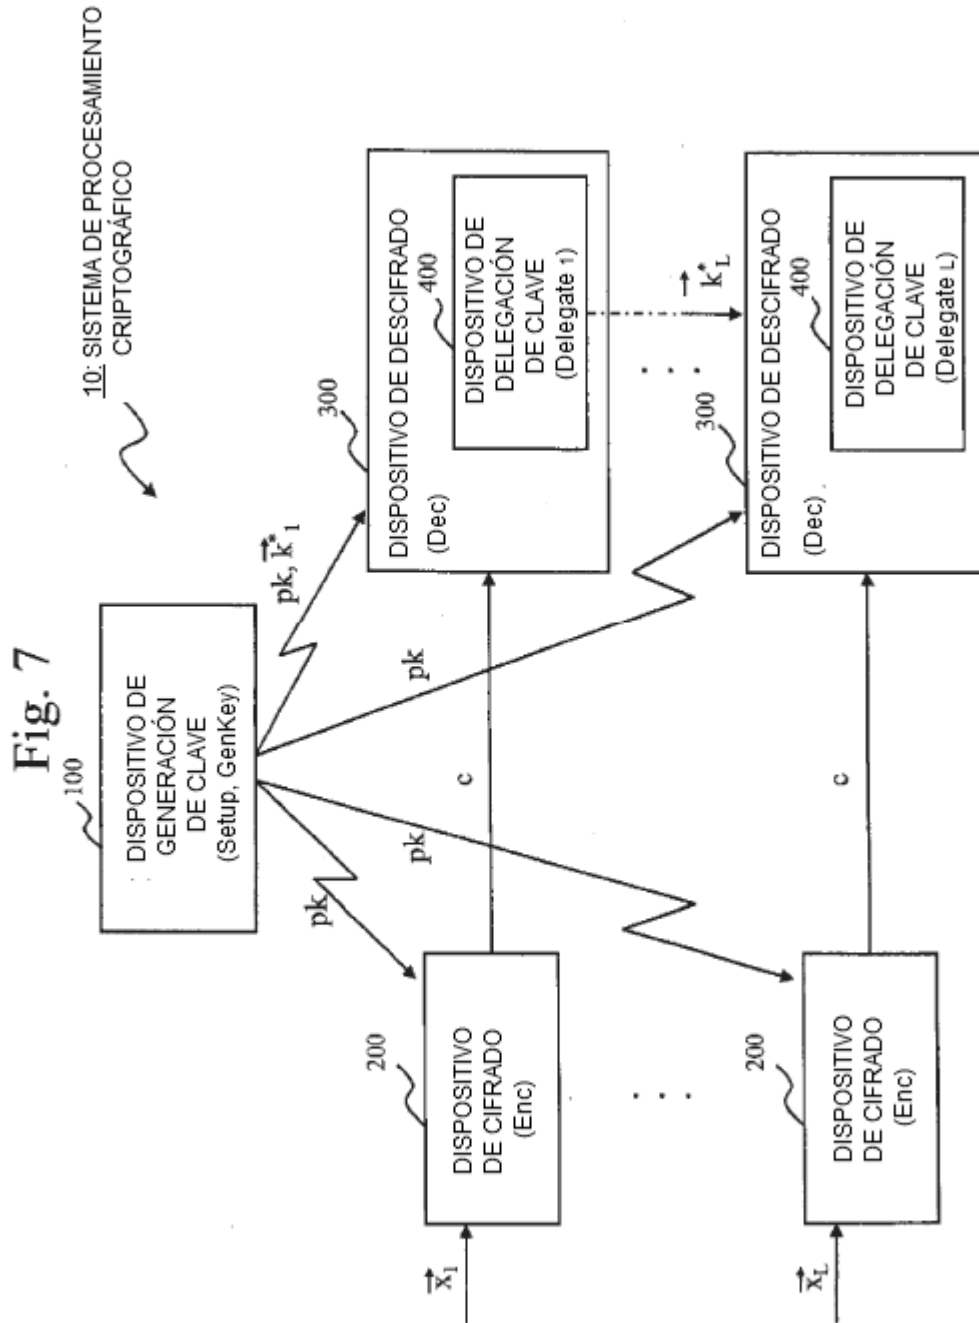 Fig. 7
10: SISTEMA DE PROCESAMIENTO
CRIPTOGRÁFICO
100
DISPOSITIVO DE
GENERACIÓN
DE CLAVE
(Setup, GenKey)
pk
pk
pk
pk, k*1
x1
200
DISPOSITIVO
DE CIFRADO
(Enc)
c
300
DISPOSITIVO DE DESCIFRADO
(Dec)
400
DISPOSITIVO DE
DELEGACIÓN
DE CLAVE
(Delegate 1)
. . .
. . .
k*L
xL
200
DISPOSITIVO
DE CIFRADO
(Enc)
c
300
DISPOSITIVO DE DESCIFRADO
(Dec)
400
DISPOSITIVO DE
DELEGACIÓN
DE CLAVE
(Delegate L)